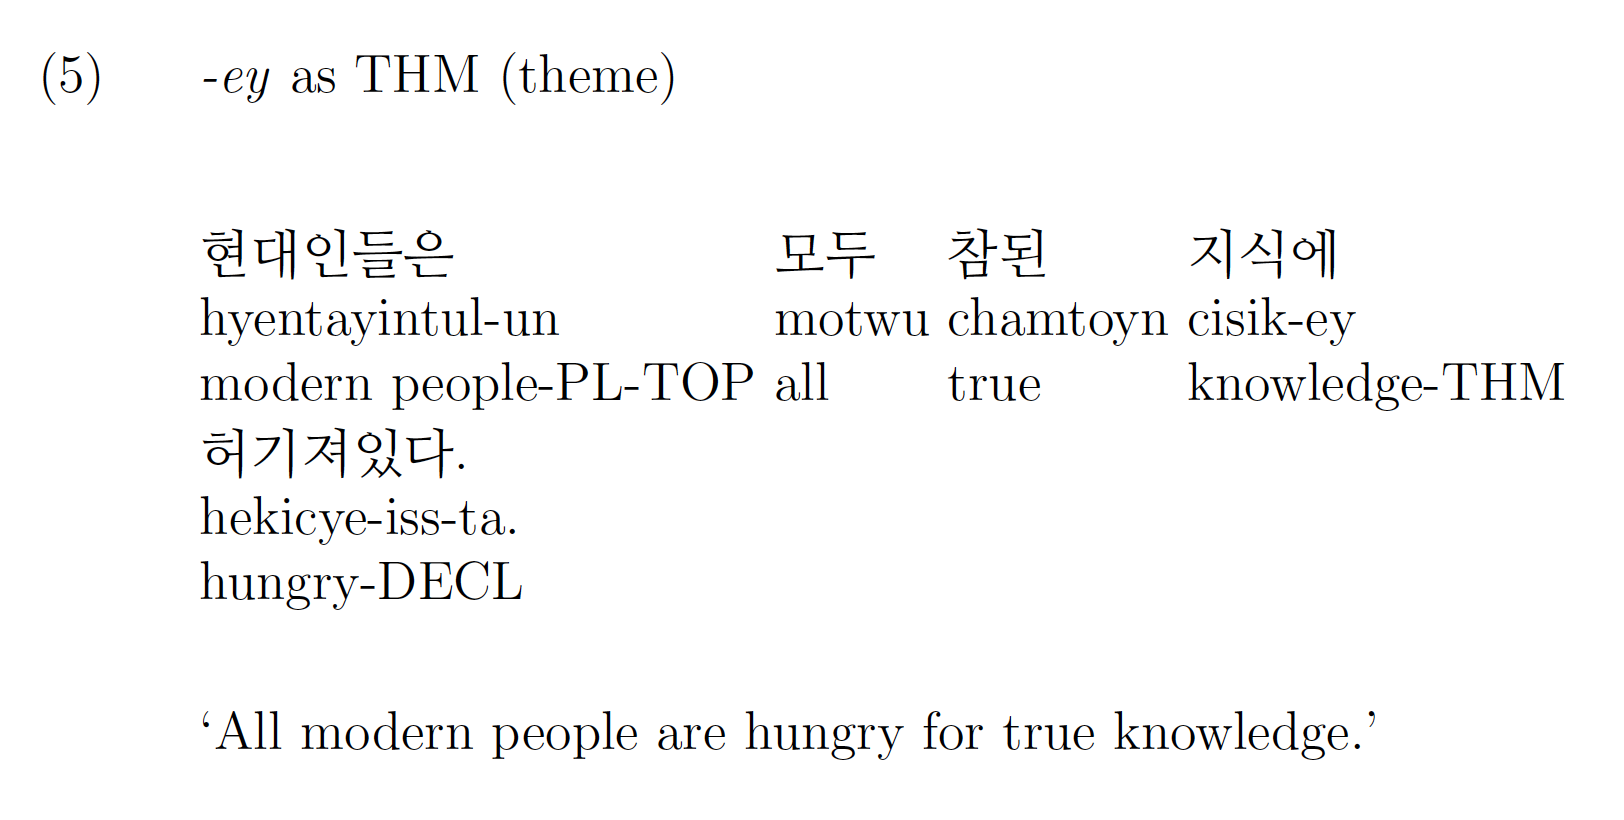 (5) -ey as THM (theme)
현대인들은 모두 참된 지식에
hyentayintul-un motwu chamtoyn cisik-ey
modern people-PL-TOP all true knowledge-THM
허기져있다.
hekicye-iss-ta.
hungry-DECL
‘All modern people are hungry for true knowledge.’